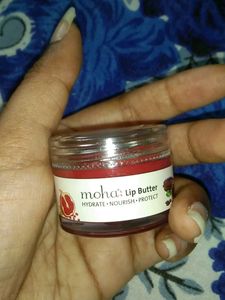 moha: Lip Butter
HYDRATE • NOURISH • PROTECT